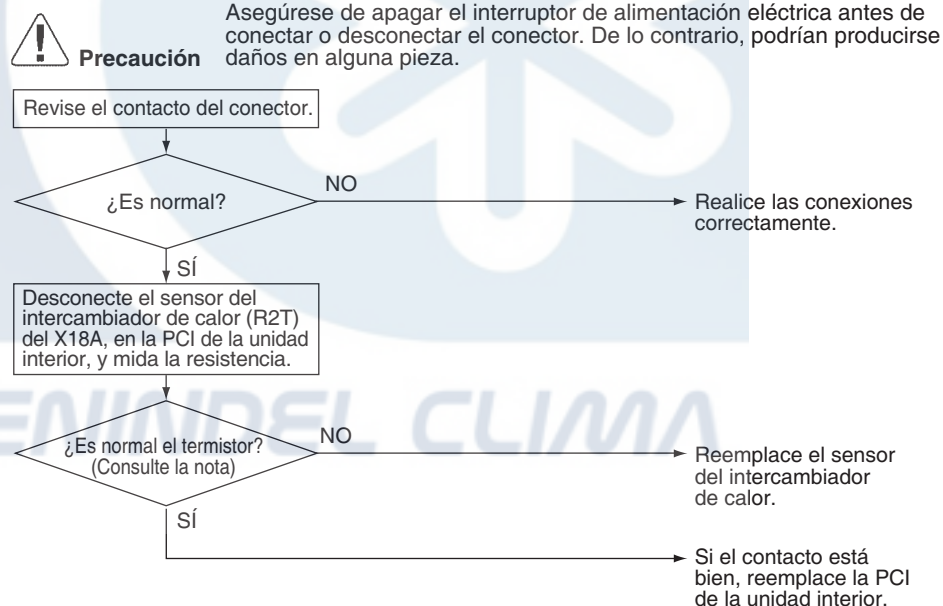 Asegúrese de apagar el interruptor de alimentación eléctrica antes de
conectar o desconectar el conector. De lo contrario, podrían producirse
Precaución daños en alguna pieza.
Revise el contacto del conector.
¿Es normal?
NO
Realice las conexiones
correctamente.
SÍ
Desconecte el sensor del
intercambiador de calor (R2T)
del X18A, en la PCI de la unidad
interior, y mida la resistencia.
ENINDEL CLIMA
¿Es normal el termistor?
(Consulte la nota)
NO
Reemplace el sensor
del intercambiador
de calor.
SÍ
Si el contacto está
bien, reemplace la PCI
de la unidad interior.